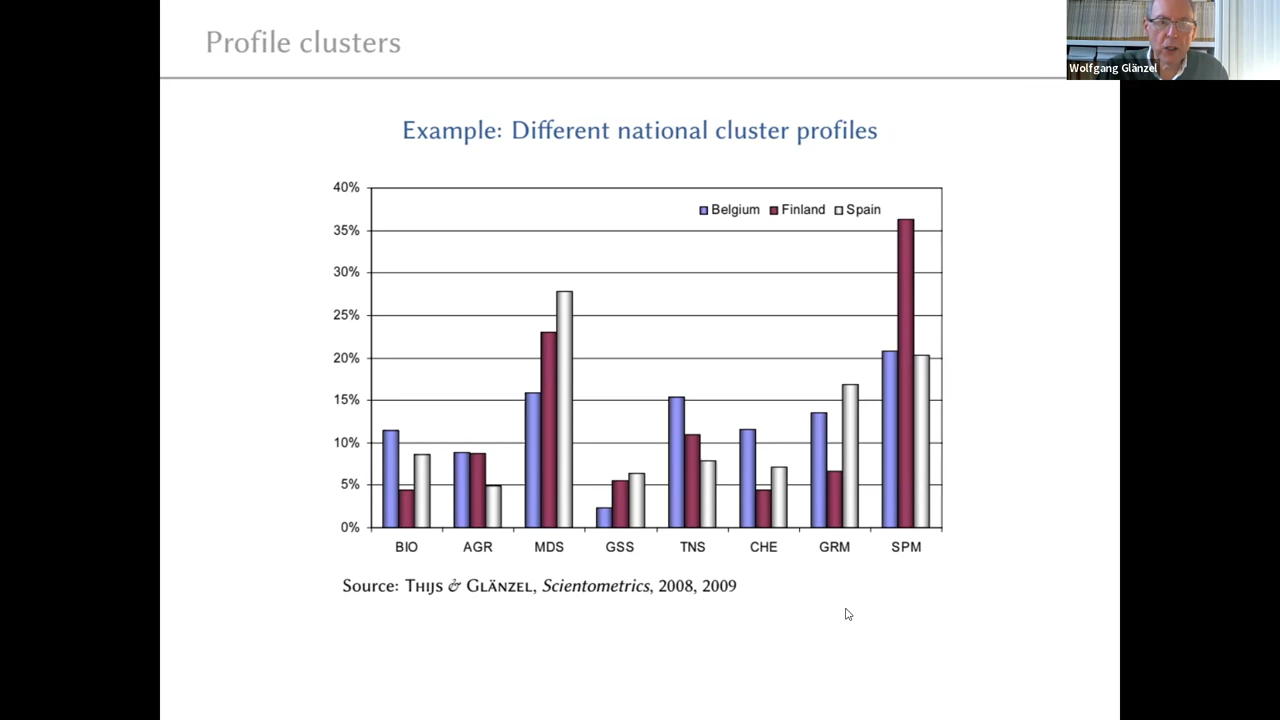 Profile clusters
Wolfgang Glänzel
Example: Different national cluster profiles
40%
35%
30%
25%
20%
15%
10%
5%
0%
Belgium Finland Spain
BIO AGR MDS GSS TNS CHE GRM SPM
Source: THIJS & GLÄNZEL, Scientometrics, 2008, 2009